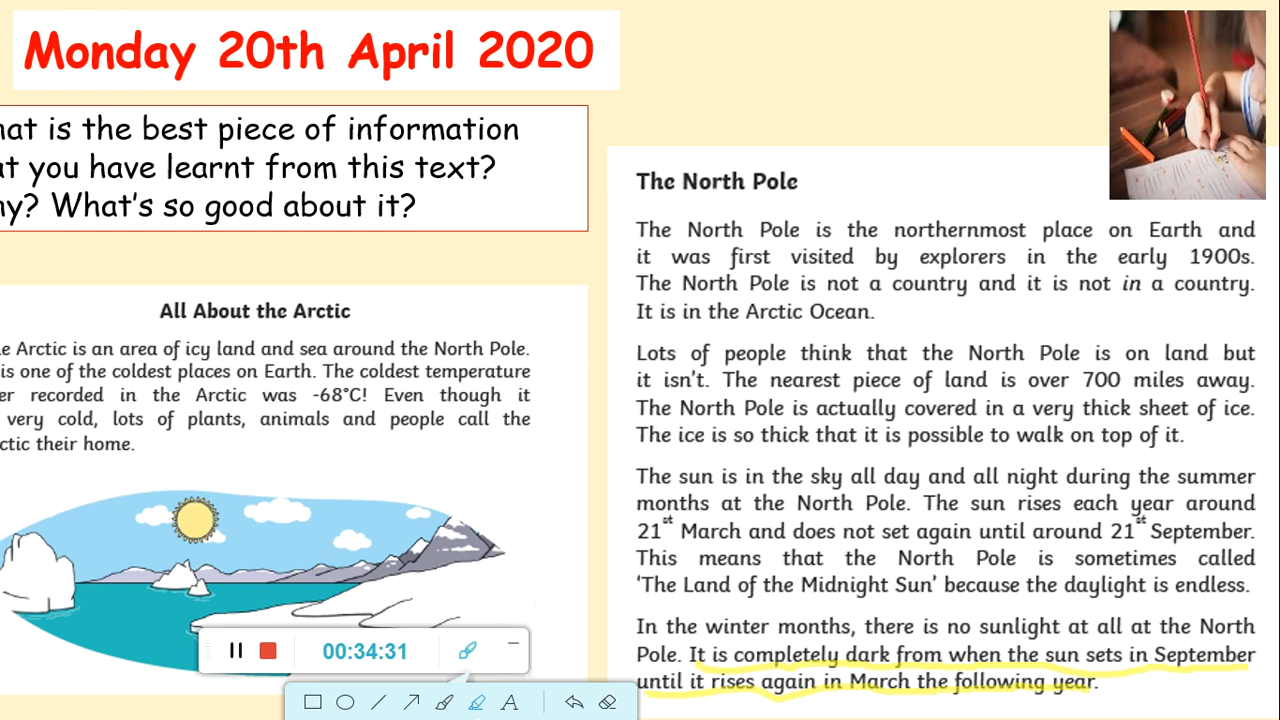 Monday 20th April 2020
hat is the best piece of information
at you have learnt from this text?
hy? What's so good about it?
All About the Arctic
e Arctic is an area of icy land and sea around the North Pole.
is one of the coldest places on Earth. The coldest temperature
er recorded in the Arctic was -68°C! Even though it
very cold, lots of plants, animals and people call the
ctic their home.
00:34:31
A
The North Pole
The North Pole is the northernmost place on Earth and
it was first visited by explorers in the early 1900s.
The North Pole is not a country and it is not in a country.
It is in the Arctic Ocean.
Lots of people think that the North Pole is on land but
it isn't. The nearest piece of land is over 700 miles away.
The North Pole is actually covered in a very thick sheet of ice.
The ice is so thick that it is possible to walk on top of it.
The sun is in the sky all day and all night during the summer
months at the North Pole. The sun rises each year around
21st March and does not set again until around 21st September.
This means that the North Pole is sometimes called
'The Land of the Midnight Sun' because the daylight is endless.
In the winter months, there is no sunlight at all at the North
Pole. It is completely dark from when the sun sets in September
until it rises again in March the following year.